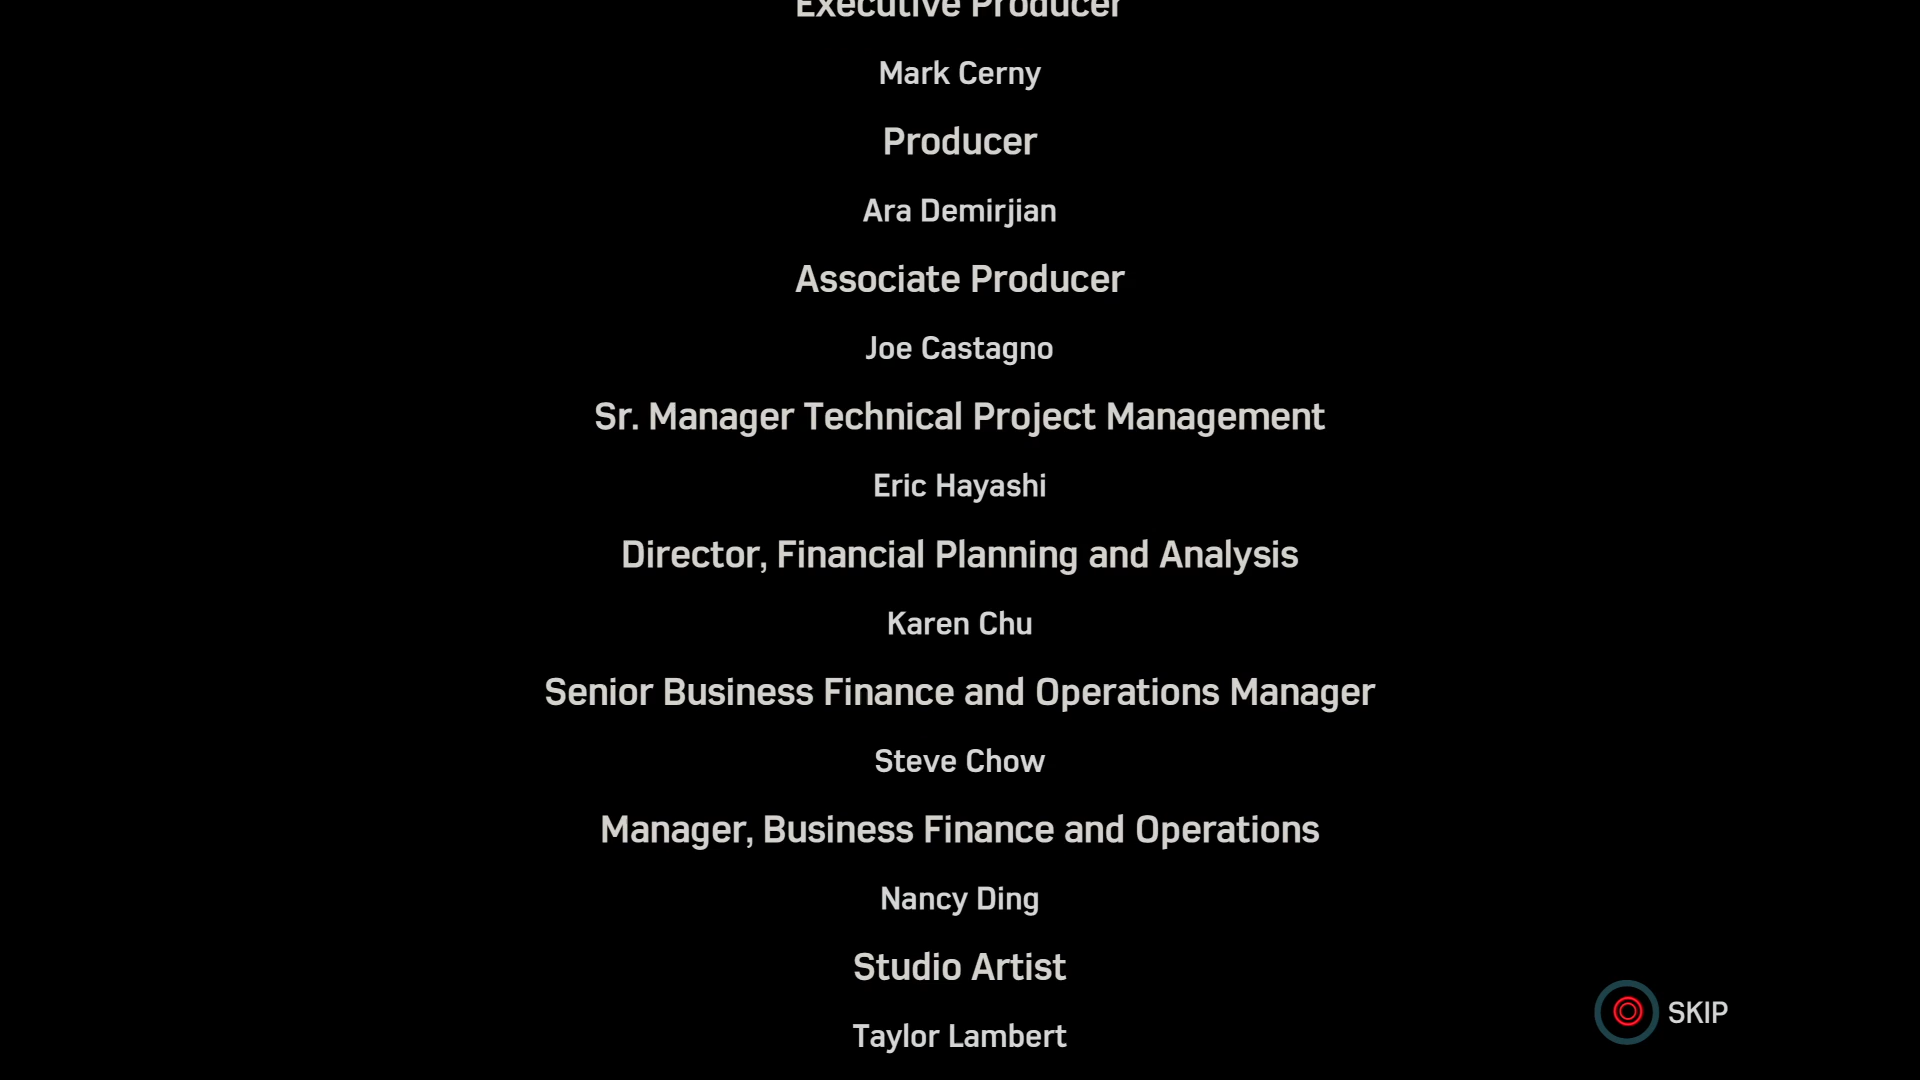 Executive Producer
Mark Cerny
Producer
Ara Demirjian
Associate Producer
Joe Castagno
Sr. Manager Technical Project Management
Eric Hayashi
Director, Financial Planning and Analysis
Karen Chu
Senior Business Finance and Operations Manager
Steve Chow
Manager, Business Finance and Operations
Nancy Ding
Studio Artist
Taylor Lambert
SKIP